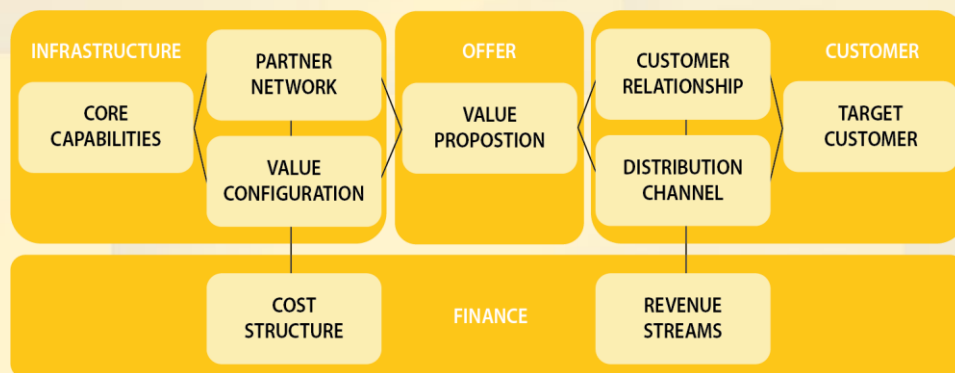 INFRASTRUCTURE
CORE
CAPABILITIES
PARTNER
NETWORK
VALUE
CONFIGURATION
OFFER
VALUE
PROPOSTION
CUSTOMER
RELATIONSHIP
DISTRIBUTION
CHANNEL
CUSTOMER
TARGET
CUSTOMER
COST
STRUCTURE
FINANCE
REVENUE
STREAMS